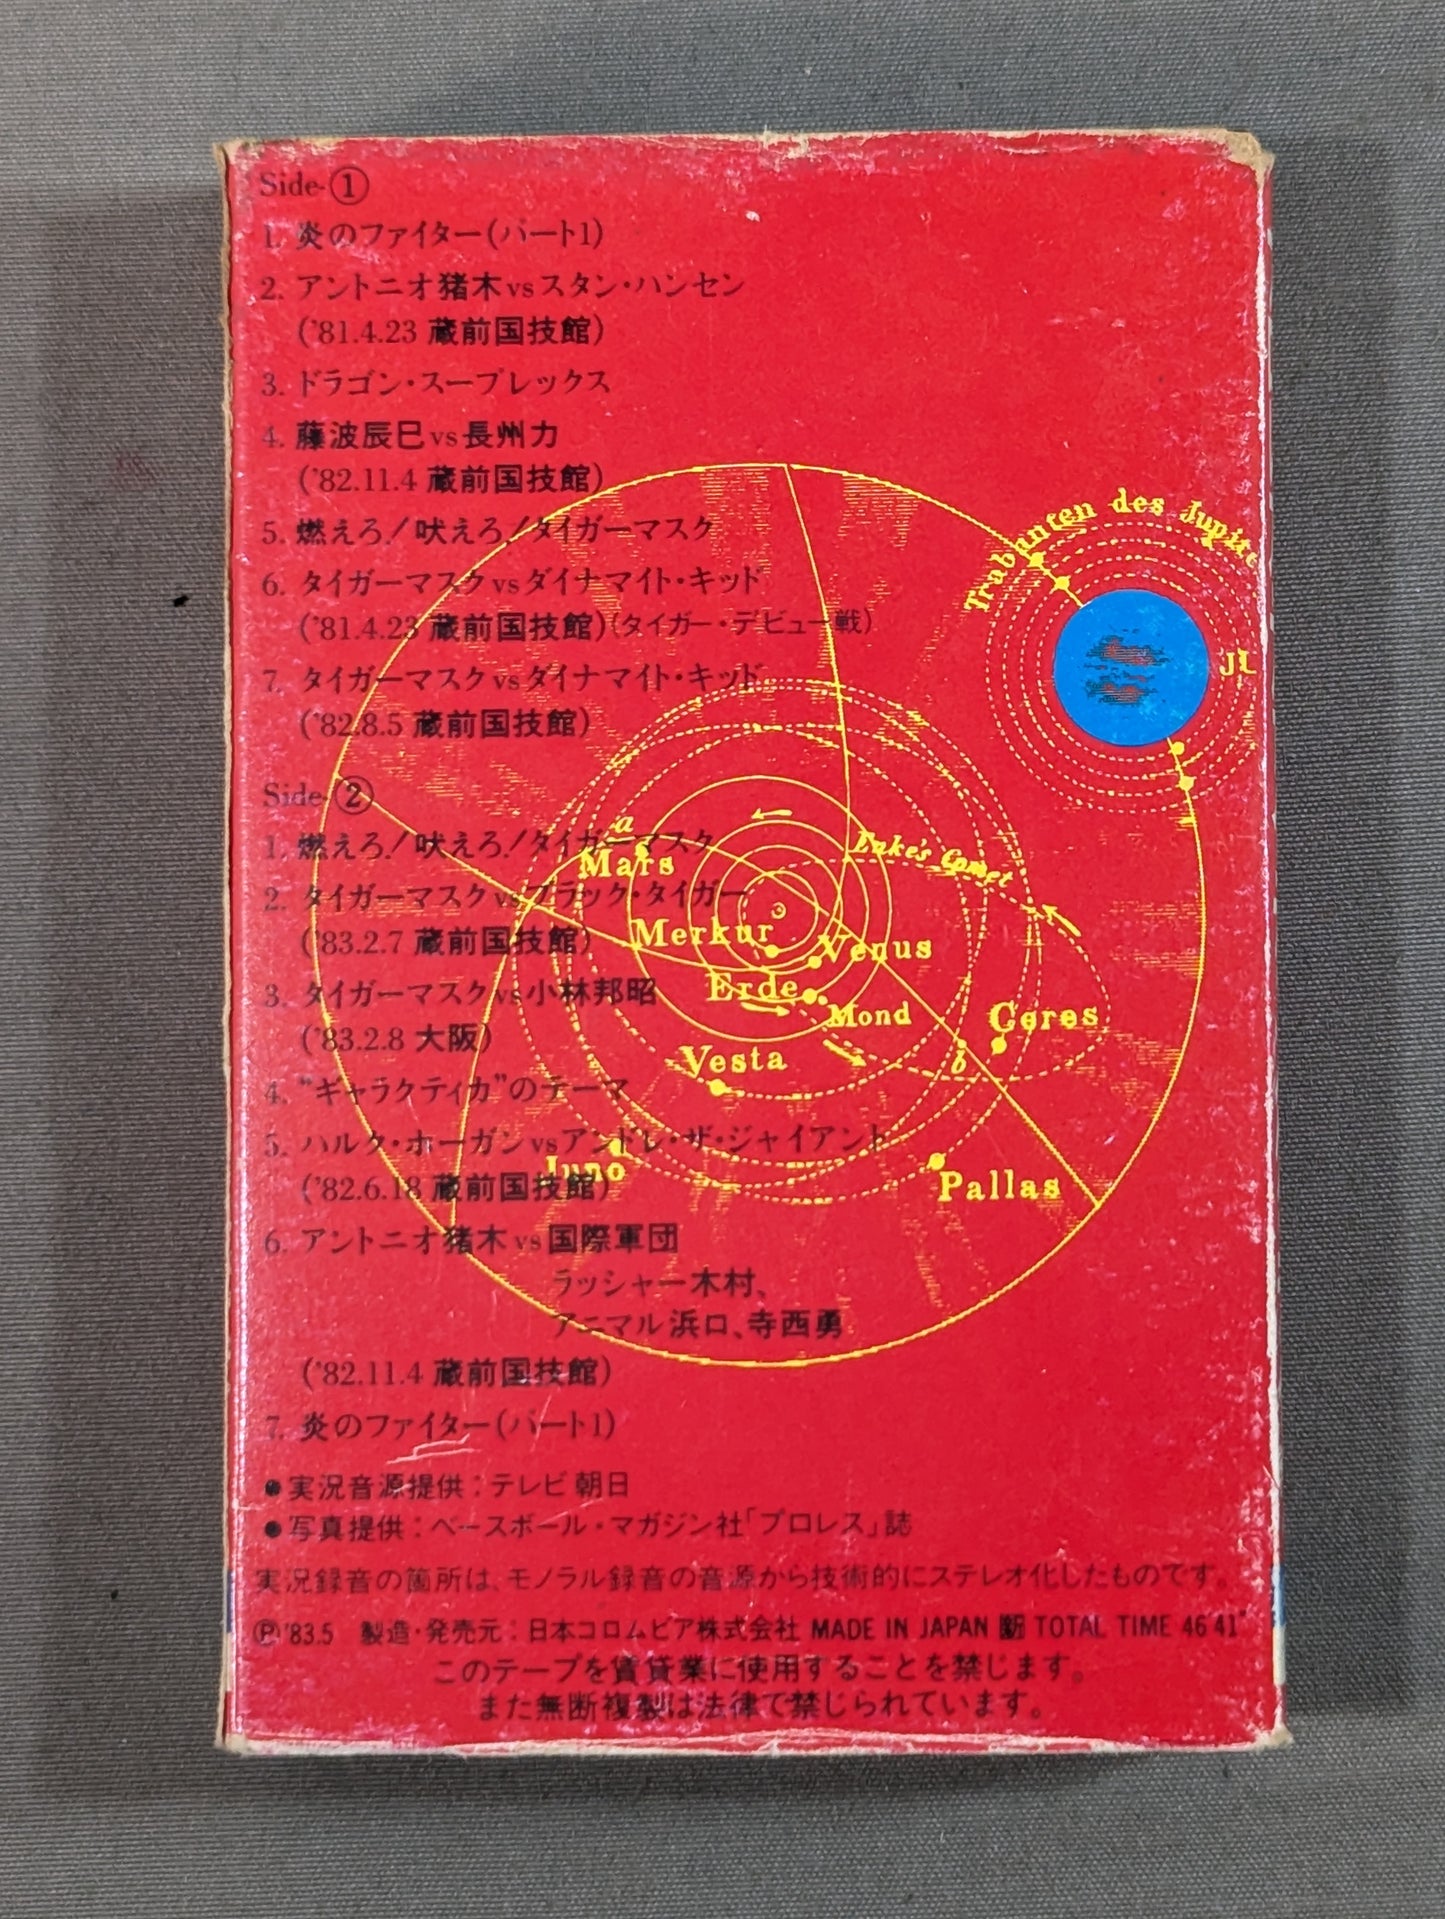 Side-①
1. 炎のファイター(パート1)
2. アントニオ猪木vsスタン・ハンセン
('81.4.23 蔵前国技館)
3. ドラゴン・スープレックス
4. 藤波辰巳vs長州力
('82.11.4 蔵前国技館)
5. 燃えろ!吠えろ!タイガーマスク
6. タイガーマスクvsダイナマイト・キッド
('81.4.23 蔵前国技館)(タイガー・デビュー戦)
7. タイガーマスクvsダイナマイト・キッド
('82.8.5 蔵前国技館)
Side-②
1. 燃えろ!吠えろ!タイガーマスク
2. タイガーマスクvsブラック・タイガー
('83.2.7 蔵前国技館)
3. タイガーマスクvs小林邦昭
('83.2.8 大阪)
4. "ギャラクティカ"のテーマ
5. ハルク・ホーガンvsアンドレ・ザ・ジャイアント
('82.6.18 蔵前国技館)
6. アントニオ猪木vs国際軍団
ラッシャー木村、
アニマル浜口、寺西勇
('82.11.4 蔵前国技館)
7. 炎のファイター(パート1)
●実況音源提供:テレビ朝日
●写真提供:ベースボール・マガジン社「プロレス」誌
実況録音の箇所は、モノラル録音の音源から技術的にステレオ化したものです。
Ⓟ'83.5 製造・発売元:日本コロムビア株式会社 MADE IN JAPAN TOTAL TIME 46'41"
このテープを賃貸業に使用することを禁じます。
また無断複製は法律で禁じられています。
Trabanten des Jupite
a
Mars
Comet
Merkur
Venus
Erde
Mond
Ceres
Vesta
b
Juno
Pallas